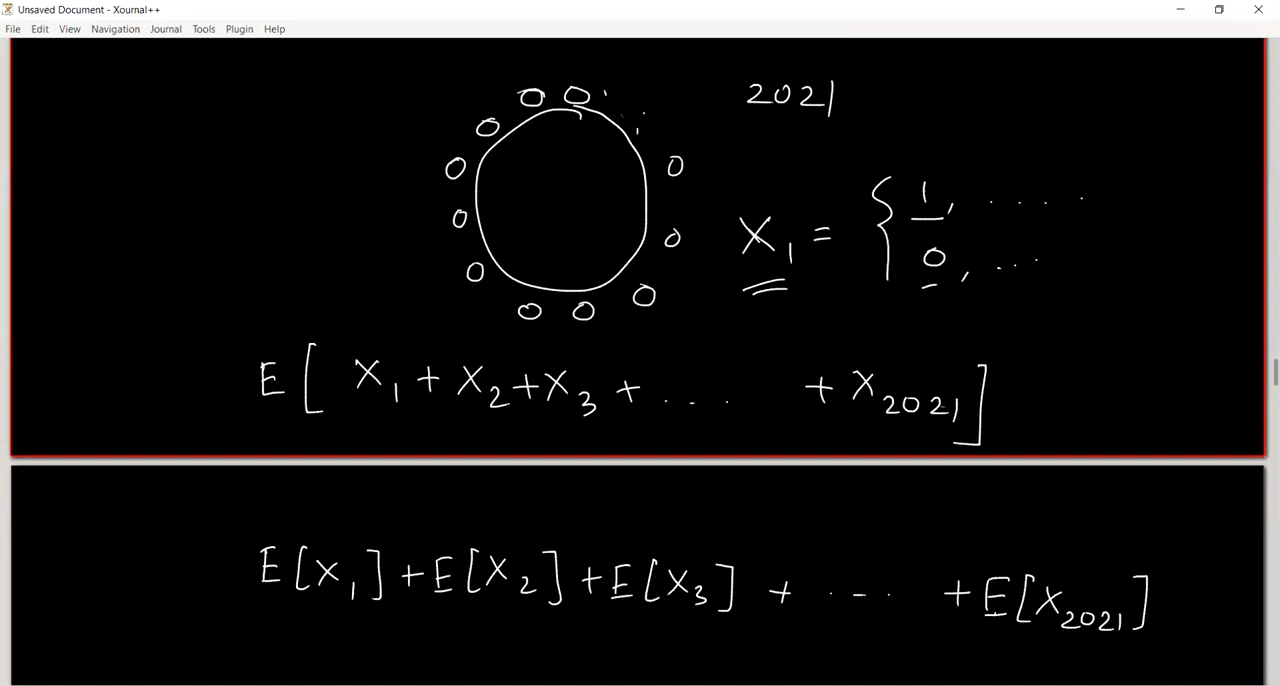 Unsaved Document - Xournal++
File Edit View Navigation Journal Tools Plugin Help
2021
X₁ = { 1, ....
0, ...
E[ X₁ + X₂ + X₃ + .... + X₂₀₂₁ ]
E[X₁] + E[X₂] + E[X₃] + .... + E[X₂₀₂₁]